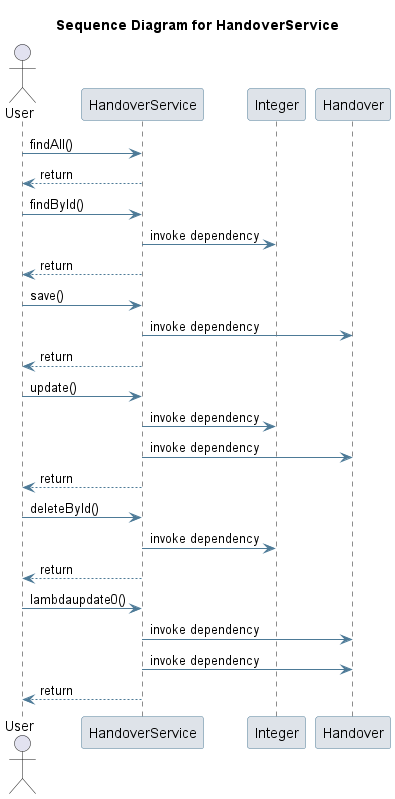 Sequence Diagram for HandoverService
User
HandoverService Integer Handover
findAll()
return
findById()
invoke dependency
return
save()
invoke dependency
return
update()
invoke dependency
invoke dependency
return
deleteById()
invoke dependency
return
lambdaupdate0()
invoke dependency
invoke dependency
return
User
HandoverService Integer Handover